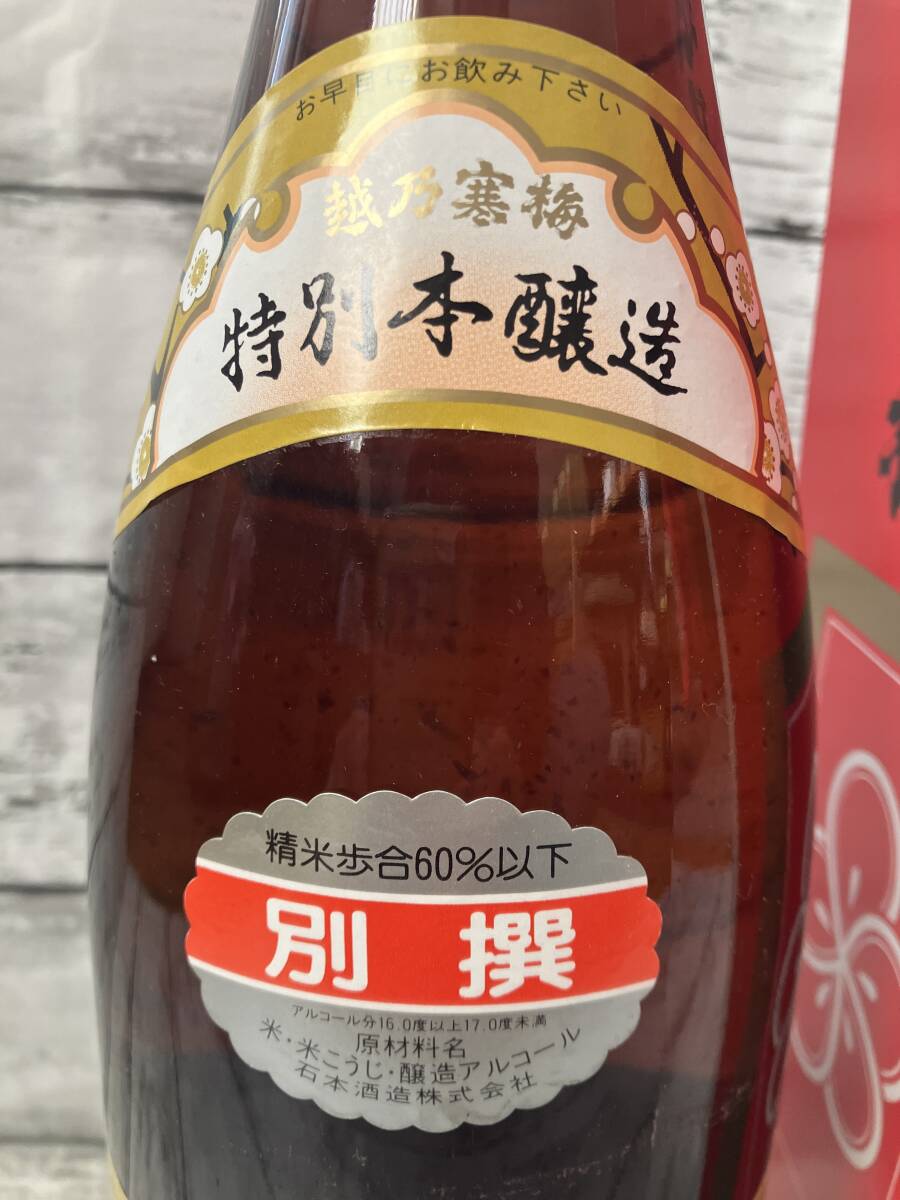 お早目にお飲み下さい
越乃寒梅
特別本醸造
精米歩合60%以下
別撰
アルコール分16.0度以上17.0度未満
原材料名
米・米こうじ・醸造アルコール
石本酒造株式会社